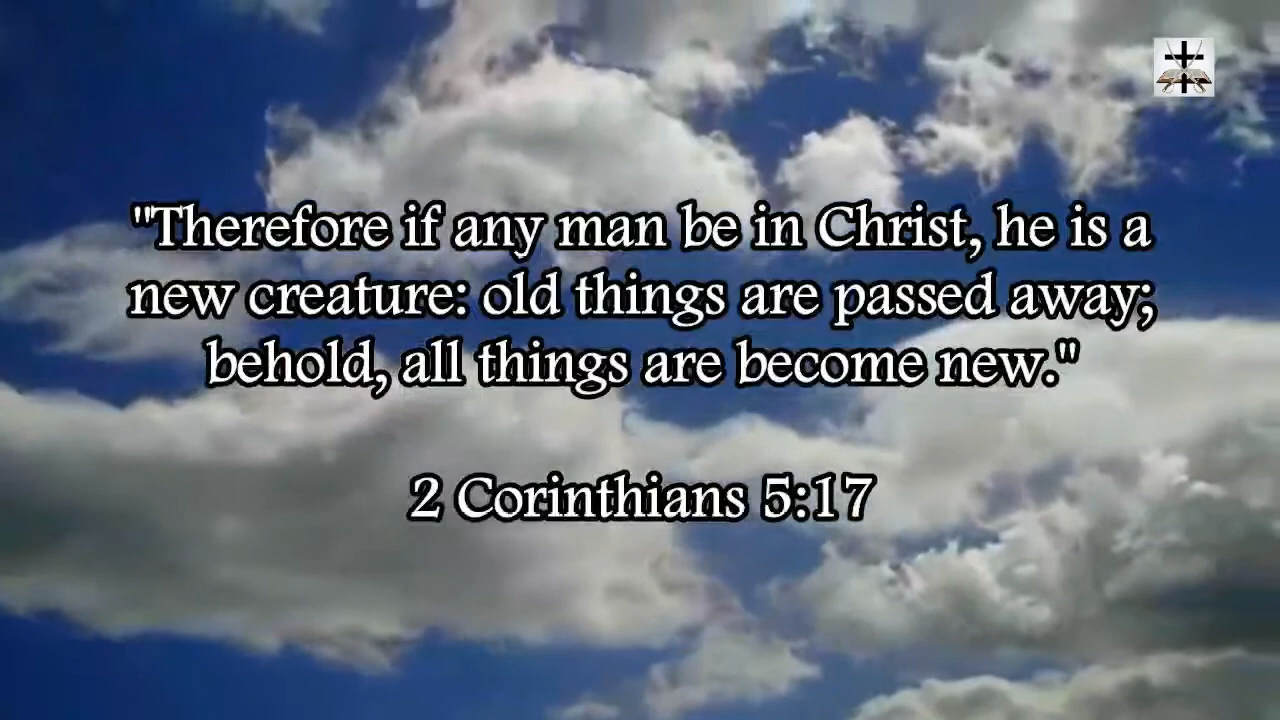 "Therefore if any man be in Christ, he is a
new creature: old things are passed away;
behold, all things are become new."
2 Corinthians 5:17